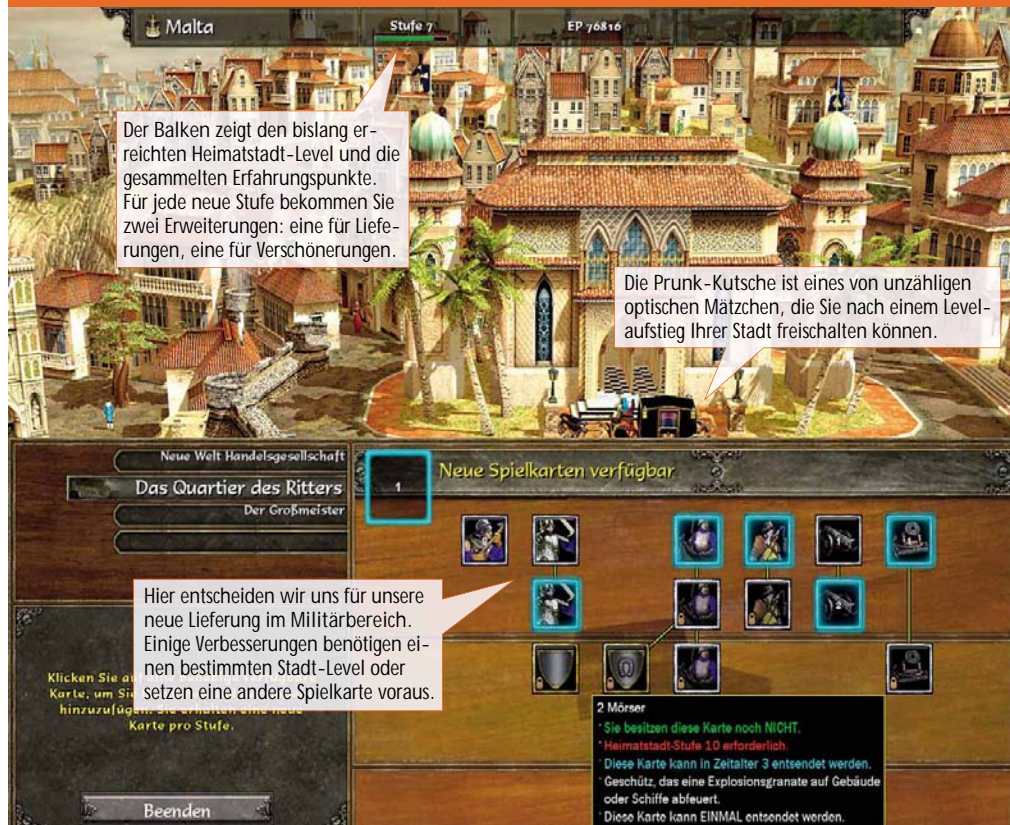 Malta
Stufe 7
EP 76816
Der Balken zeigt den bislang er-
reichten Heimatstadt-Level und die
gesammelten Erfahrungspunkte.
Für jede neue Stufe bekommen Sie
zwei Erweiterungen: eine für Liefe-
rungen, eine für Verschönerungen.
Die Prunk-Kutsche ist eines von unzähligen
optischen Mätzchen, die Sie nach einem Level-
aufstieg Ihrer Stadt freischalten können.
Neue Welt Handelsgesellschaft
Das Quartier des Ritters
Der Großmeister
1
Neue Spielkarten verfügbar
1
2
Hier entscheiden wir uns für unsere
neue Lieferung im Militärbereich.
Einige Verbesserungen benötigen ei-
nen bestimmten Stadt-Level oder
setzen eine andere Spielkarte voraus.
Klicken Sie
Karte, um Sie
hinzuzufügen. Sie erhalten eine neue
Karte pro Stufe.
Beenden
2 Mörser
Sie besitzen diese Karte noch NICHT.
Heimatstadt-Stufe 10 erforderlich.
Diese Karte kann in Zeitalter 3 entsendet werden.
Geschütz, das eine Explosionsgranate auf Gebäude
oder Schiffe abfeuert.
Diese Karte kann EINMAL entsendet werden.